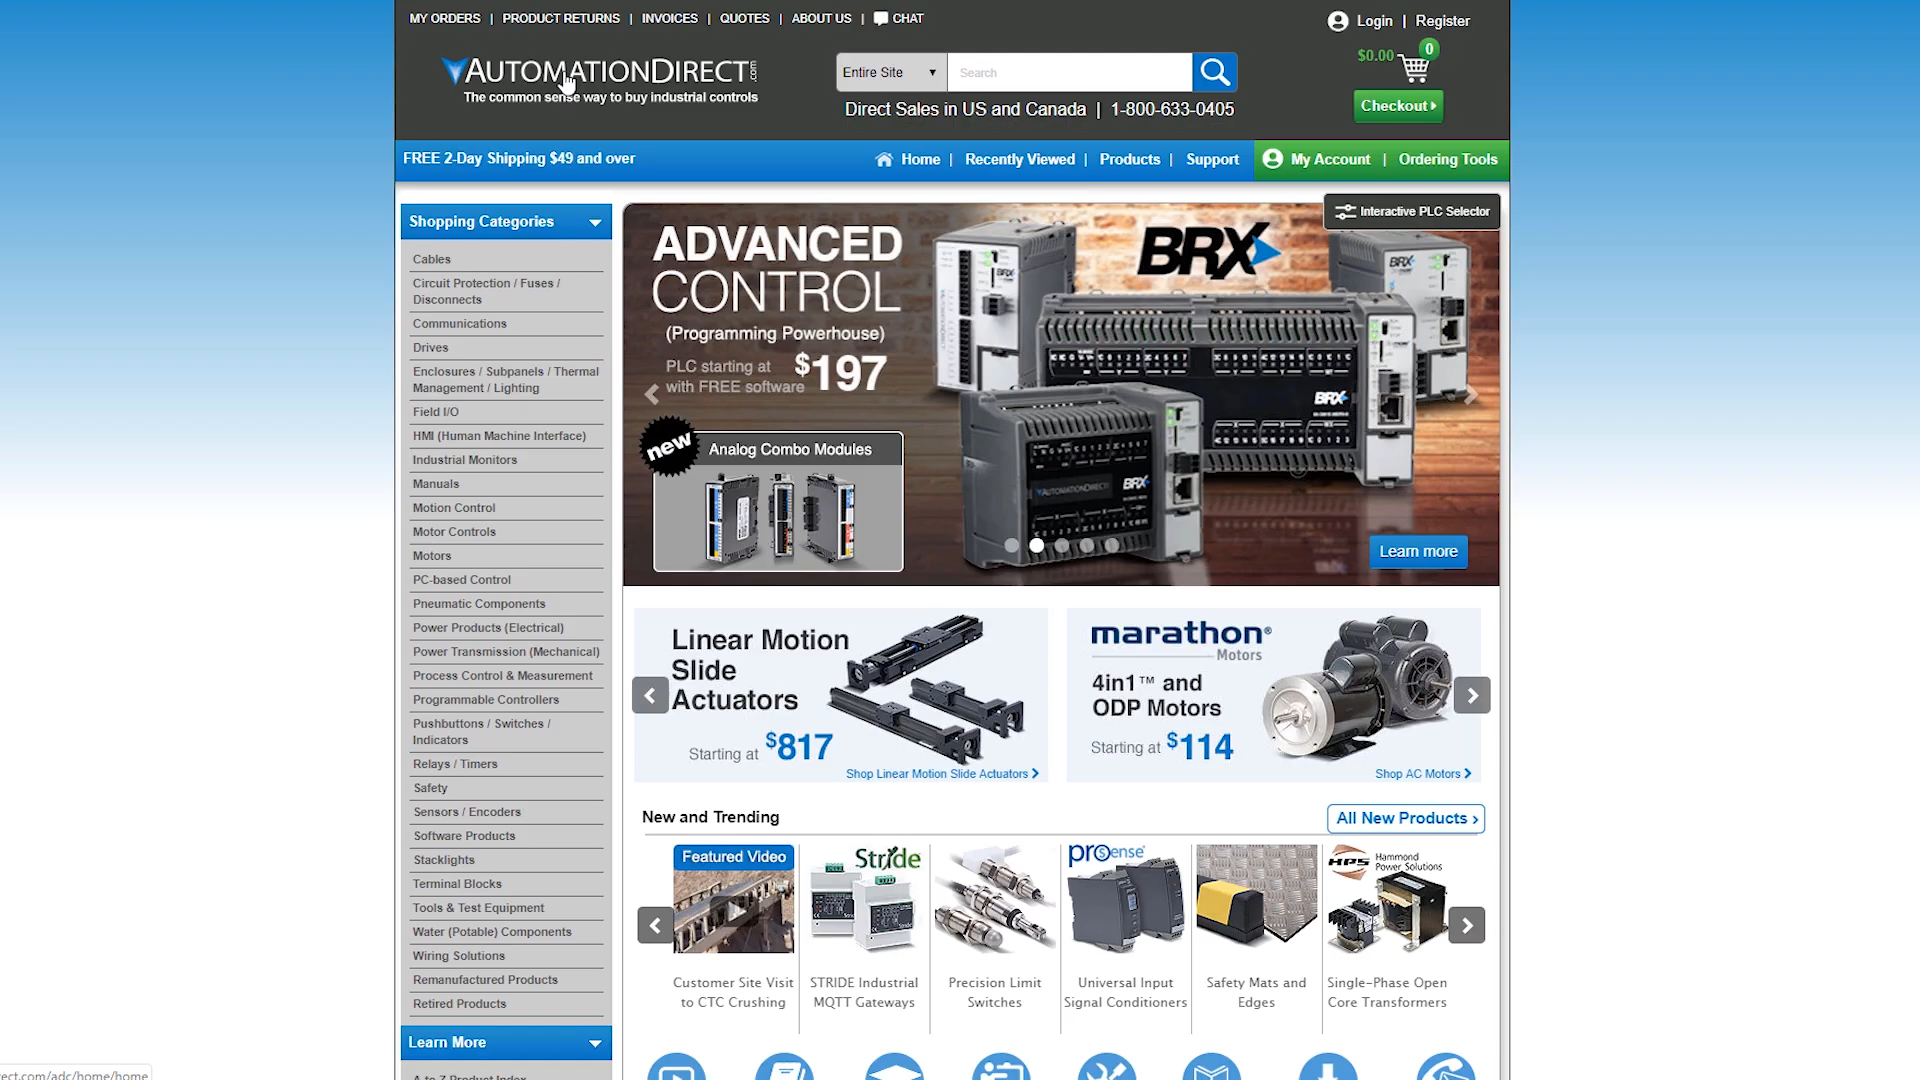 MY ORDERS | PRODUCT RETURNS | INVOICES | QUOTES | ABOUT US | CHAT
Login | Register
AUTOMATIONDIRECT.com
The common sense way to buy industrial controls
Entire Site
Search
$0.00
0
Direct Sales in US and Canada | 1-800-633-0405
Checkout
FREE 2-Day Shipping $49 and over
Home | Recently Viewed | Products | Support
My Account | Ordering Tools
Shopping Categories
Cables
Circuit Protection / Fuses /
Disconnects
Communications
Drives
Enclosures / Subpanels / Thermal
Management / Lighting
Field I/O
HMI (Human Machine Interface)
Industrial Monitors
Manuals
Motion Control
Motor Controls
Motors
PC-based Control
Pneumatic Components
Power Products (Electrical)
Power Transmission (Mechanical)
Process Control & Measurement
Programmable Controllers
Pushbuttons / Switches /
Indicators
Relays / Timers
Safety
Sensors / Encoders
Software Products
Stacklights
Terminal Blocks
Tools & Test Equipment
Water (Potable) Components
Wiring Solutions
Remanufactured Products
Retired Products
Learn More
A to Z Product Index
Interactive PLC Selector
ADVANCED
CONTROL
(Programming Powerhouse)
PLC starting at $197
with FREE software
BRX
new
Analog Combo Modules
BRX
BRX
BRX
AUTOMATIONDIRECT
BRX
Learn more
Linear Motion
Slide
Actuators
Starting at $817
Shop Linear Motion Slide Actuators
marathon®
Motors
4in1™ and
ODP Motors
Starting at $114
Shop AC Motors
New and Trending
All New Products
Featured Video
Customer Site Visit
to CTC Crushing
Stride
STRIDE Industrial
MQTT Gateways
Precision Limit
Switches
prosense
Universal Input
Signal Conditioners
Safety Mats and
Edges
HPS Hammond
Power Solutions
Single-Phase Open
Core Transformers
rect.com/adc/home/home